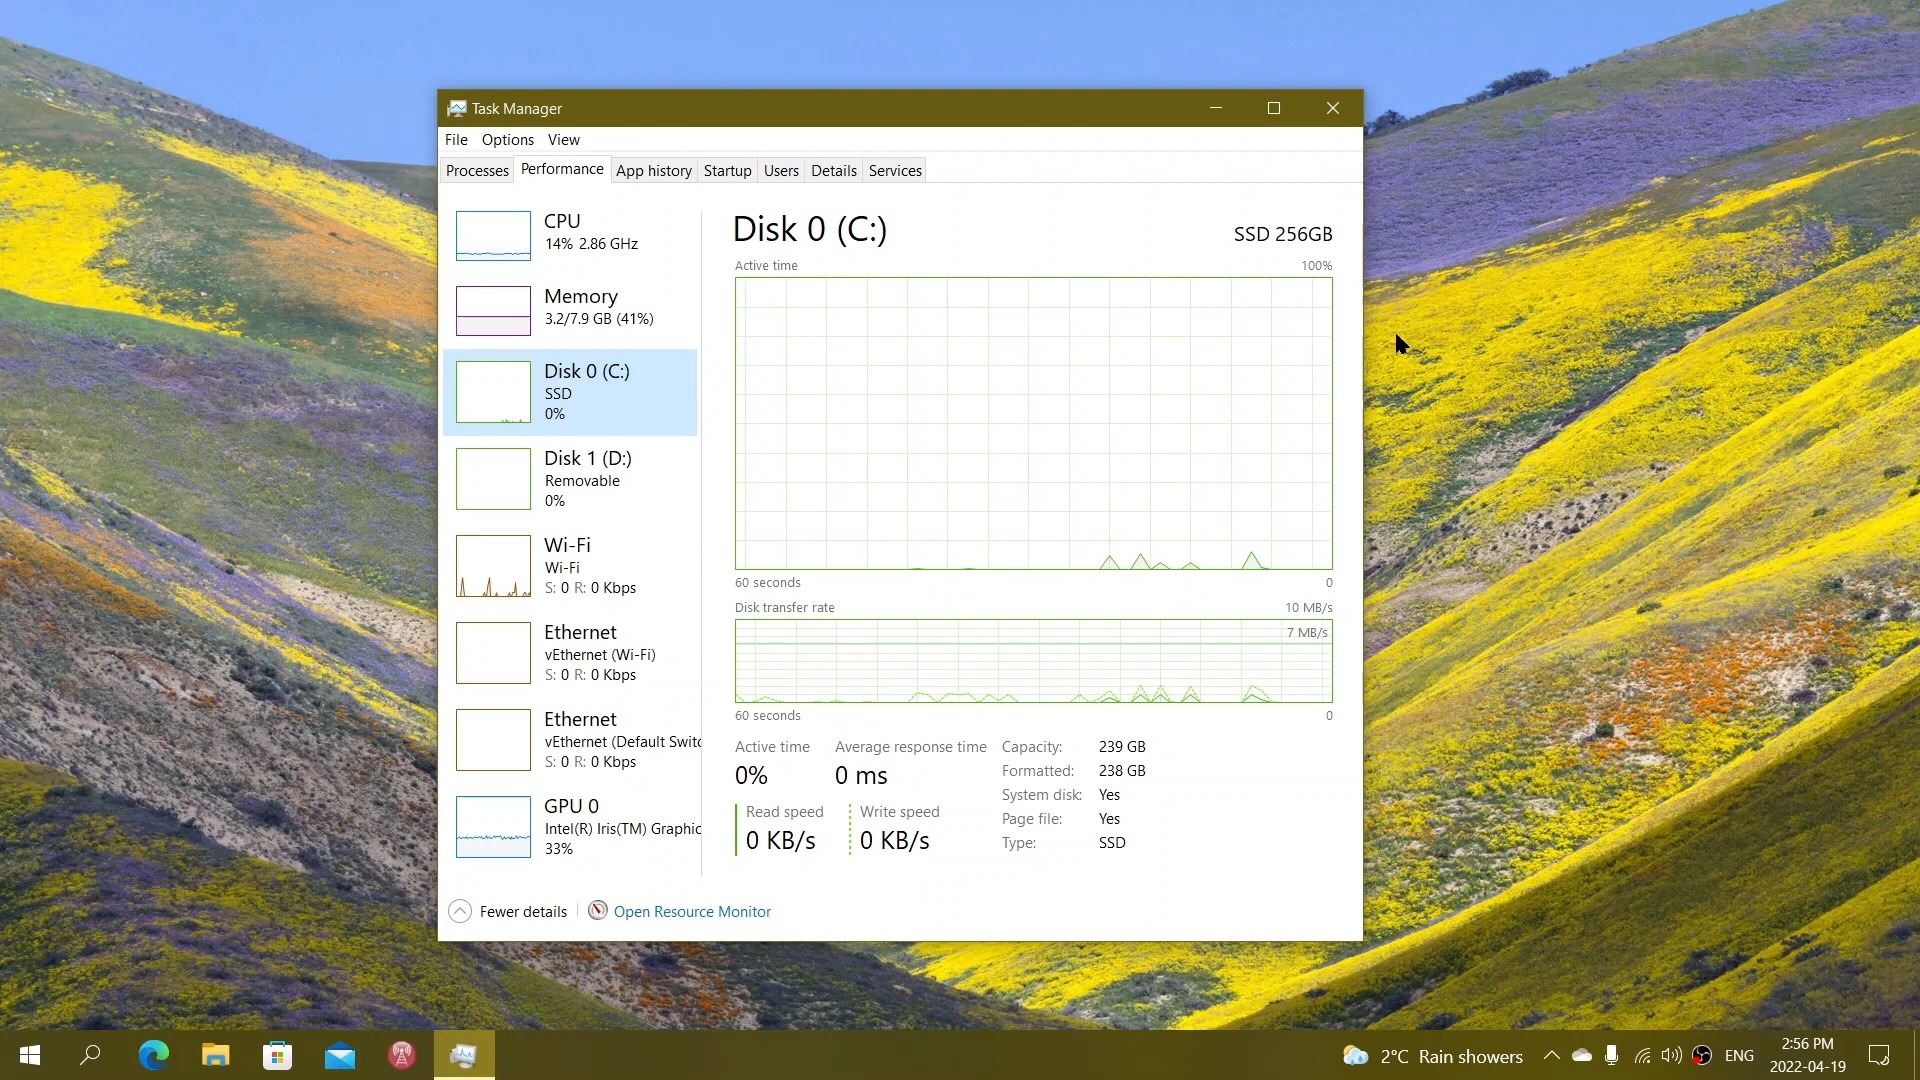 Task Manager
File Options View
Processes Performance App history Startup Users Details Services
CPU
14% 2.86 GHz
Memory
3.2/7.9 GB (41%)
Disk 0 (C:)
SSD
0%
Disk 1 (D:)
Removable
0%
Wi-Fi
Wi-Fi
S: 0 R: 0 Kbps
Ethernet
vEthernet (Wi-Fi)
S: 0 R: 0 Kbps
Ethernet
vEthernet (Default Switc
S: 0 R: 0 Kbps
GPU 0
Intel(R) Iris(TM) Graphic
33%
Disk 0 (C:) SSD 256GB
Active time 100%
60 seconds 0
Disk transfer rate 10 MB/s
7 MB/s
60 seconds 0
Active time Average response time
0% 0 ms
Read speed Write speed
0 KB/s 0 KB/s
Capacity: 239 GB
Formatted: 238 GB
System disk: Yes
Page file: Yes
Type: SSD
Fewer details Open Resource Monitor
2°C Rain showers ENG 2:56 PM
2022-04-19